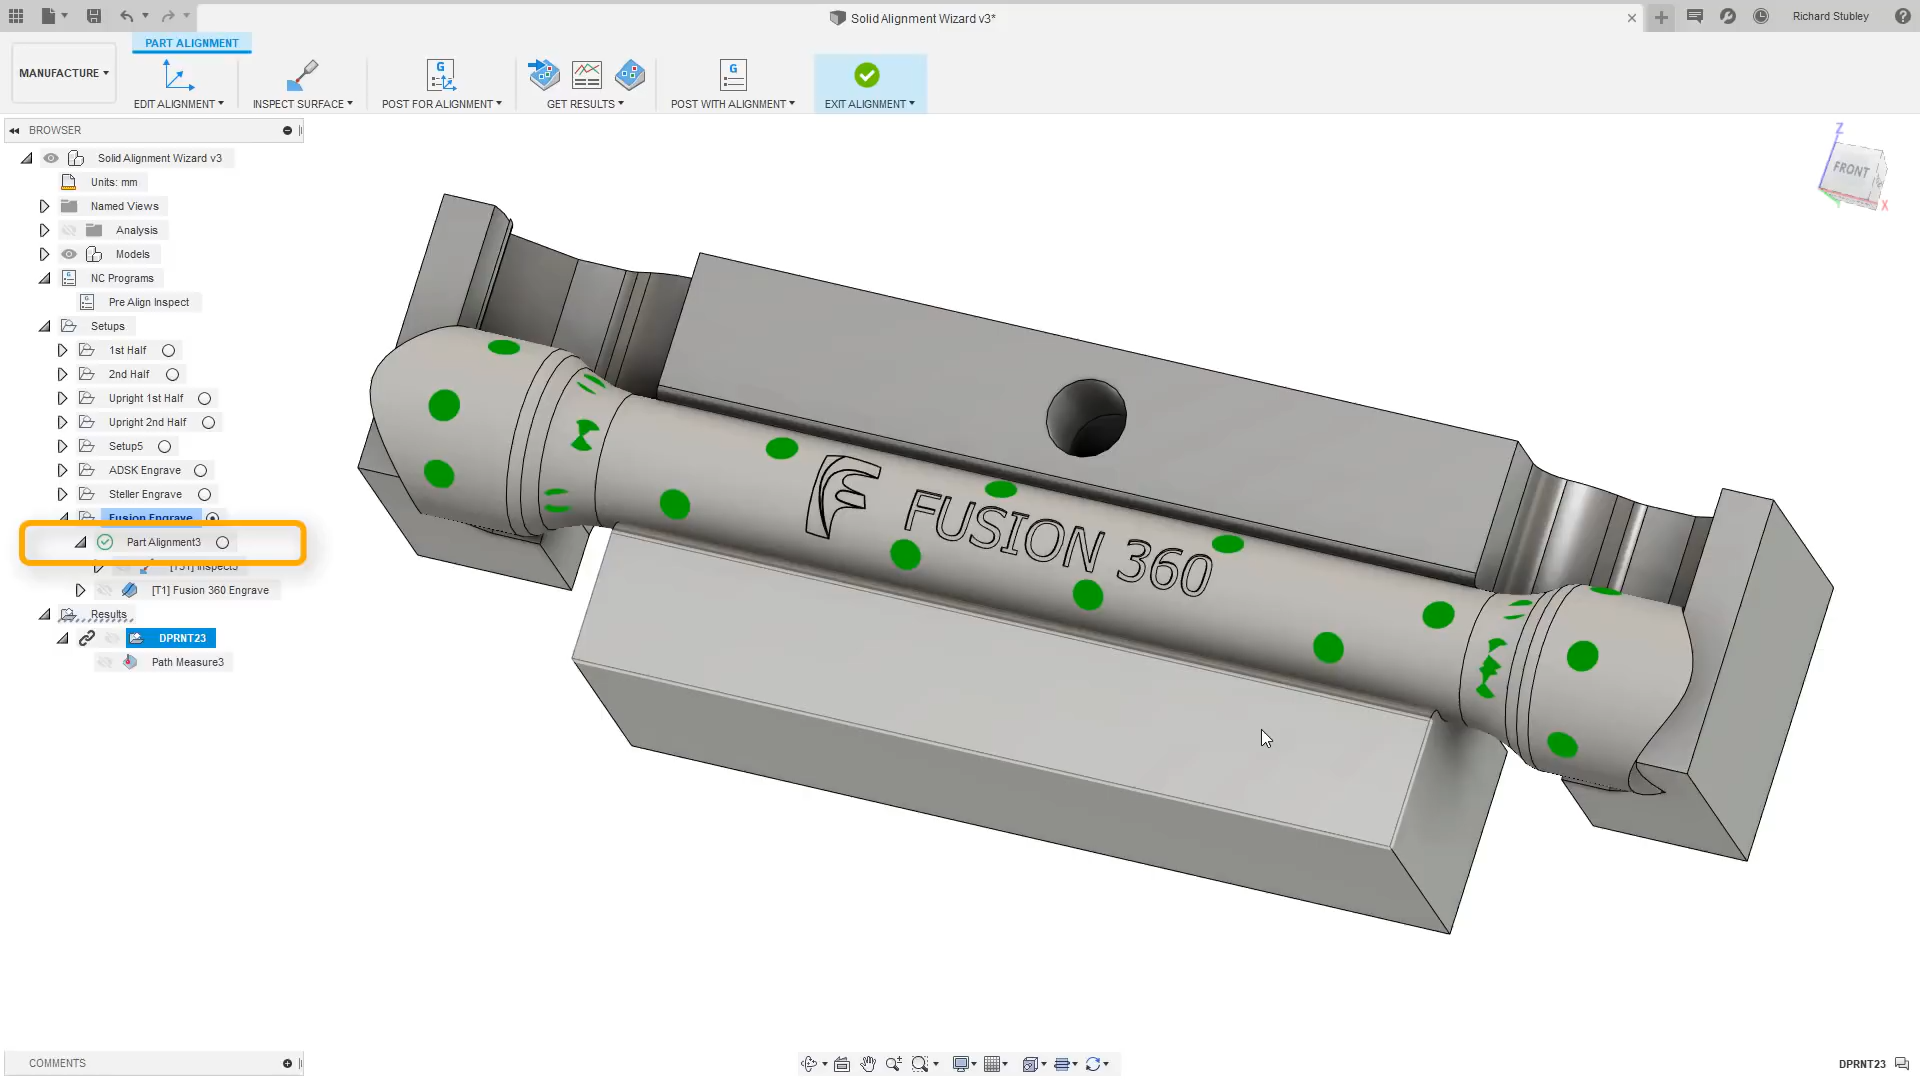 Solid Alignment Wizard v3*
Richard Stubley
MANUFACTURE
PART ALIGNMENT
EDIT ALIGNMENT
INSPECT SURFACE
POST FOR ALIGNMENT
GET RESULTS
POST WITH ALIGNMENT
EXIT ALIGNMENT
BROWSER
Solid Alignment Wizard v3
Units: mm
Named Views
Analysis
Models
NC Programs
Pre Align Inspect
Setups
1st Half
2nd Half
Upright 1st Half
Upright 2nd Half
Setup5
ADSK Engrave
Steller Engrave
Fusion Engrave
Part Alignment3
Inspect3
[T1] Fusion 360 Engrave
Results
DPRNT23
Path Measure3
Z
FRONT
X
FUSION 360
COMMENTS
DPRNT23